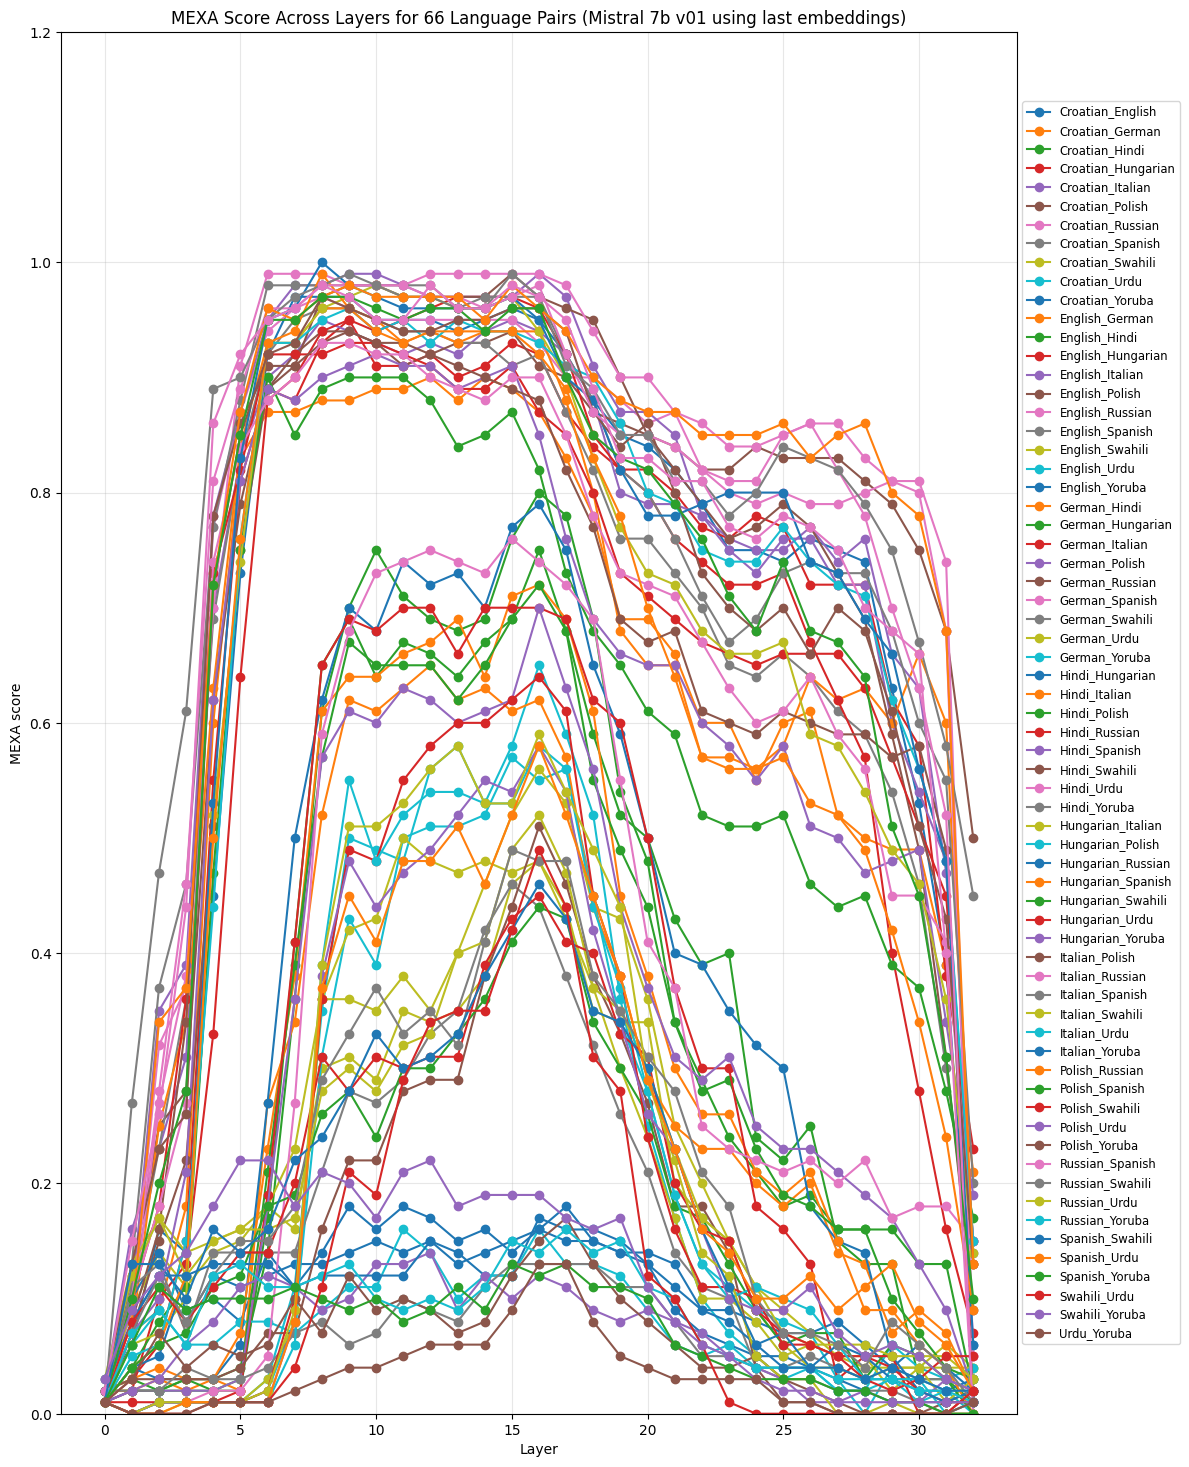 MEXA Score Across Layers for 66 Language Pairs (Mistral 7b v01 using last embeddings)
1.2
1.0
0.8
0.6
0.4
0.2
0.0
MEXA score
0
5
10
15
20
25
30
Layer
Croatian_English
Croatian_German
Croatian_Hindi
Croatian_Hungarian
Croatian_Italian
Croatian_Polish
Croatian_Russian
Croatian_Spanish
Croatian_Swahili
Croatian_Urdu
Croatian_Yoruba
English_German
English_Hindi
English_Hungarian
English_Italian
English_Polish
English_Russian
English_Spanish
English_Swahili
English_Urdu
English_Yoruba
German_Hindi
German_Hungarian
German_Italian
German_Polish
German_Russian
German_Spanish
German_Swahili
German_Urdu
German_Yoruba
Hindi_Hungarian
Hindi_Italian
Hindi_Polish
Hindi_Russian
Hindi_Spanish
Hindi_Swahili
Hindi_Urdu
Hindi_Yoruba
Hungarian_Italian
Hungarian_Polish
Hungarian_Russian
Hungarian_Spanish
Hungarian_Swahili
Hungarian_Urdu
Hungarian_Yoruba
Italian_Polish
Italian_Russian
Italian_Spanish
Italian_Swahili
Italian_Urdu
Italian_Yoruba
Polish_Russian
Polish_Spanish
Polish_Swahili
Polish_Urdu
Polish_Yoruba
Russian_Spanish
Russian_Swahili
Russian_Urdu
Russian_Yoruba
Spanish_Swahili
Spanish_Urdu
Spanish_Yoruba
Swahili_Urdu
Swahili_Yoruba
Urdu_Yoruba